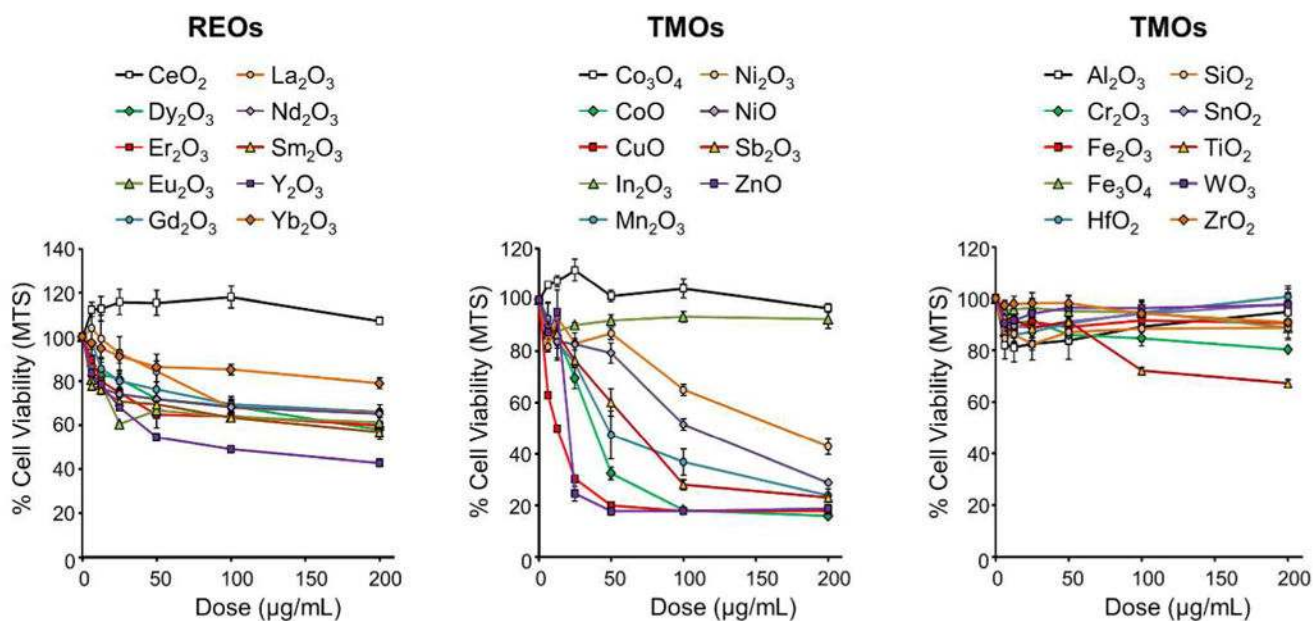 REOs
CeO₂ La₂O₃
Dy₂O₃ Nd₂O₃
Er₂O₃ Sm₂O₃
Eu₂O₃ Y₂O₃
Gd₂O₃ Yb₂O₃
140
120
100
80
60
40
20
0
% Cell Viability (MTS)
0 50 100 150 200
Dose (µg/mL)
TMOs
Co₃O₄ Ni₂O₃
CoO NiO
CuO Sb₂O₃
In₂O₃ ZnO
Mn₂O₃
120
100
80
60
40
20
0
% Cell Viability (MTS)
0 50 100 150 200
Dose (µg/mL)
TMOs
Al₂O₃ SiO₂
Cr₂O₃ SnO₂
Fe₂O₃ TiO₂
Fe₃O₄ WO₃
HfO₂ ZrO₂
120
100
80
60
40
20
0
% Cell Viability (MTS)
0 50 100 150 200
Dose (µg/mL)